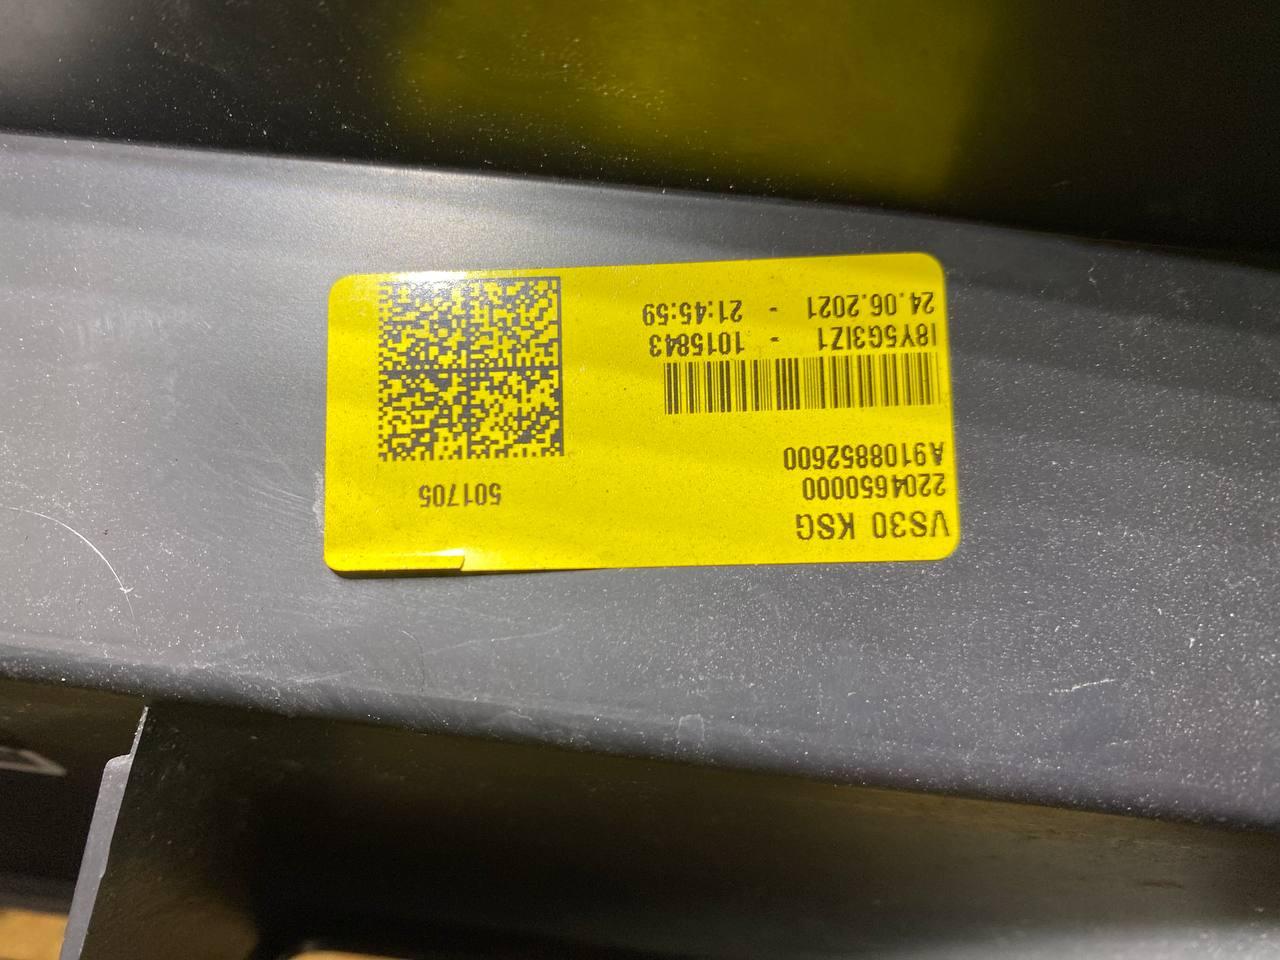 VS30 KSG
2204650000
A9108852600
501705
I8Y5G3IZ1 - 1015843
24.06.2021 - 21:45:59